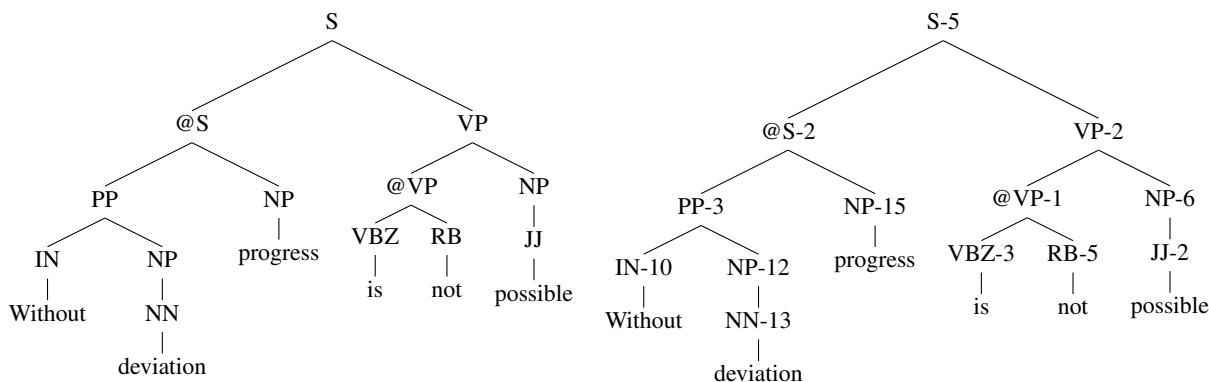 S S-5
@S VP @S-2 VP-2
PP NP @VP NP PP-3 NP-15 @VP-1 NP-6
IN NP progress VBZ RB JJ IN-10 NP-12 progress VBZ-3 RB-5 JJ-2
Without NN is not possible Without NN-13 is not possible
deviation deviation